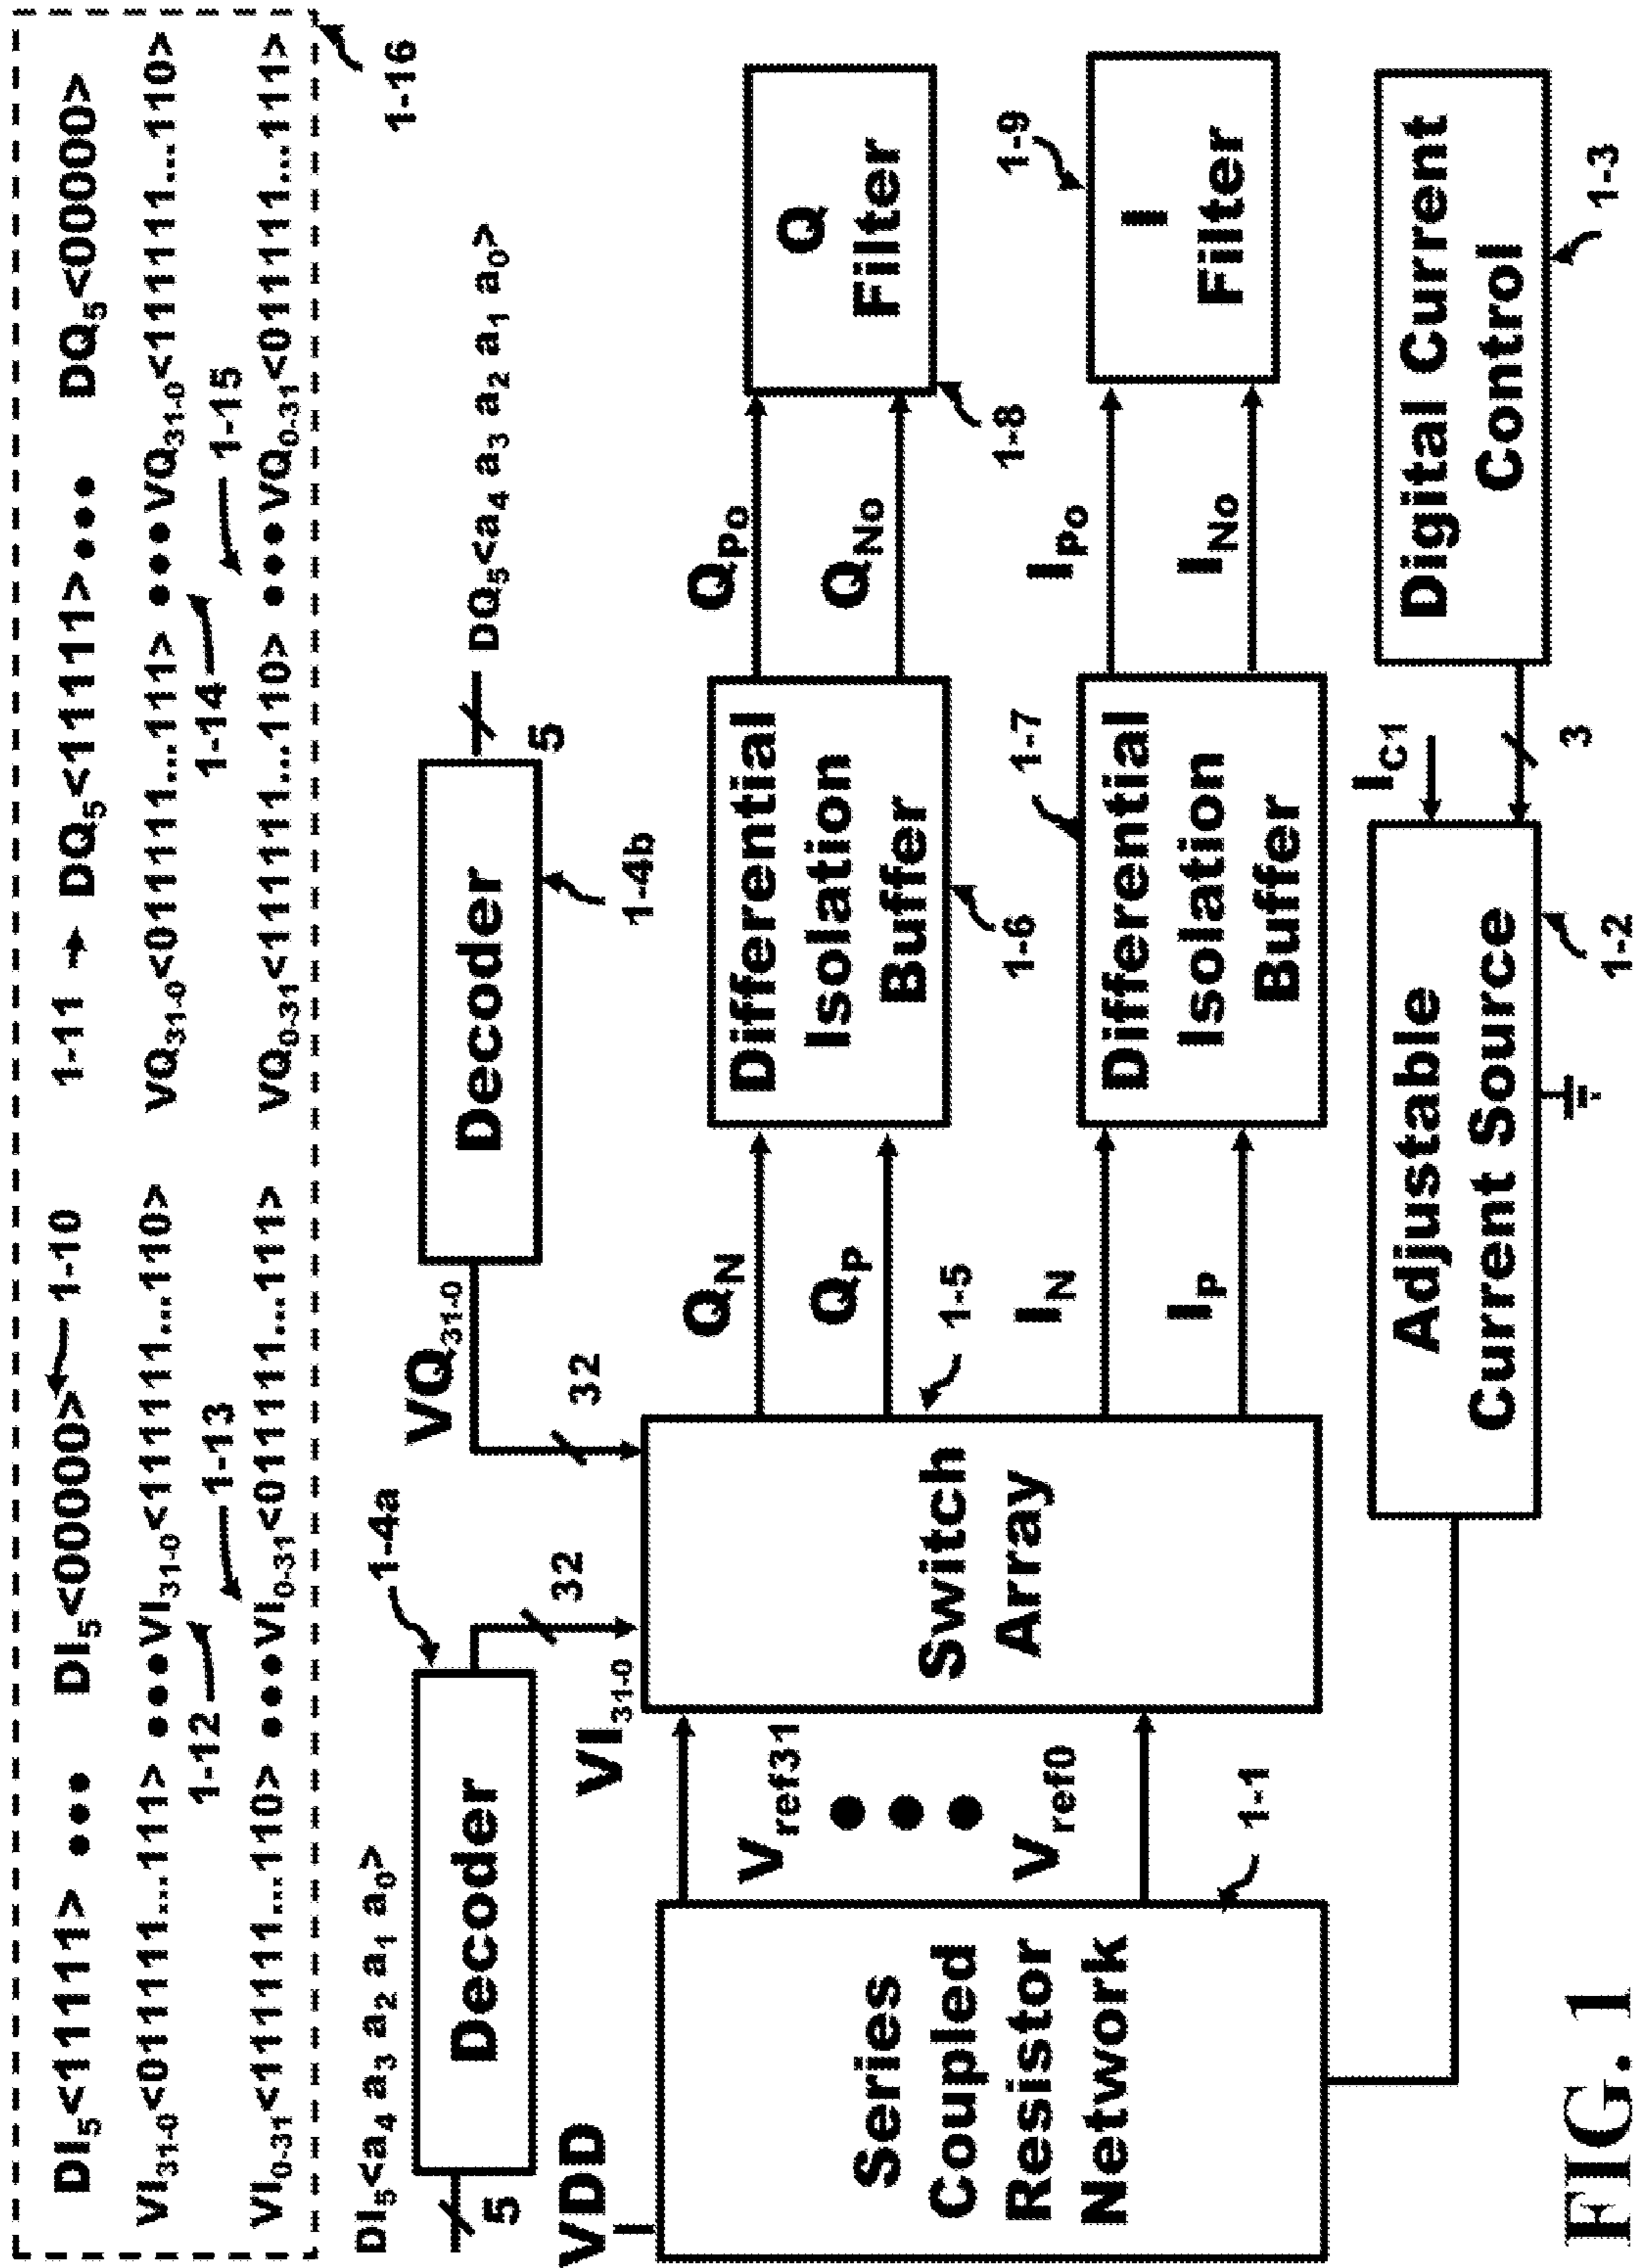 DI5<11111> ••• DI5<00000> 1-10 1-11 DQ5<11111>••• DQ5<00000>
VI31-0<011111...111> •••VI31-0<111111...110> VQ31-0<011111...111> •••VQ31-0<111111...110>
1-12 1-13 1-14 1-15
VI0-31<111111...110> •••VI0-31<011111...111> VQ0-31<111111...110> •••VQ0-31<011111...111>
1-16
DI5<a4 a3 a2 a1 a0>
5
Decoder
1-4a
VI31-0
32
VQ31-0
32
Decoder
1-4b
5
DQ5<a4 a3 a2 a1 a0>
VDD
Series
Coupled
Resistor
Network
1-1
Vref31
•••
Vref0
Switch
Array
1-5
QN
QP
IN
IP
Differential
Isolation
Buffer
1-6
Differential
Isolation
Buffer
1-7
QPo
QNo
IPo
INo
Q
Filter
1-8
I
Filter
1-9
Adjustable
Current Source
1-2
IC1
3
Digital Current
Control
1-3
FIG. 1